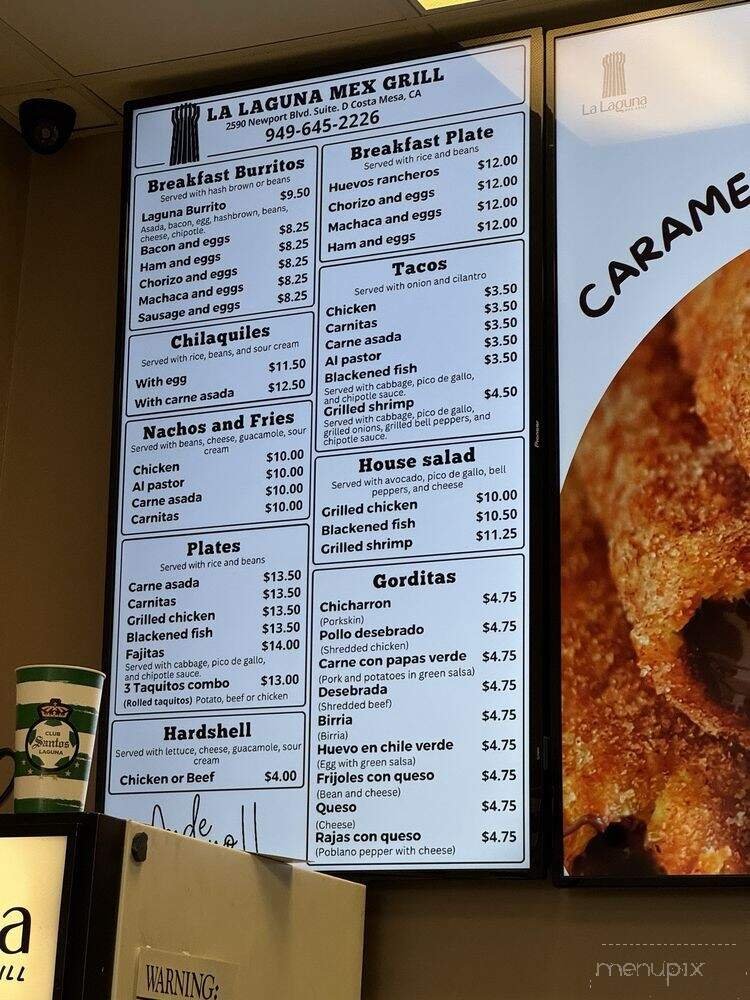 LA LAGUNA MEX GRILL
2590 Newport Blvd. Suite. D Costa Mesa, CA
949-645-2226
Breakfast Burritos
Served with hash brown or beans
Laguna Burrito $9.50
Asada, bacon, egg, hashbrown, beans,
cheese, chipotle.
Bacon and eggs $8.25
Ham and eggs $8.25
Chorizo and eggs $8.25
Machaca and eggs $8.25
Sausage and eggs $8.25
Chilaquiles
Served with rice, beans, and sour cream
With egg $11.50
With carne asada $12.50
Nachos and Fries
Served with beans, cheese, guacamole, sour
cream
Chicken $10.00
Al pastor $10.00
Carne asada $10.00
Carnitas $10.00
Plates
Served with rice and beans
Carne asada $13.50
Carnitas $13.50
Grilled chicken $13.50
Blackened fish $13.50
Fajitas $14.00
Served with cabbage, pico de gallo,
and chipotle sauce.
3 Taquitos combo $13.00
(Rolled taquitos) Potato, beef or chicken
Hardshell
Served with lettuce, cheese, guacamole, sour
cream
Chicken or Beef $4.00
Breakfast Plate
Served with rice and beans
Huevos rancheros $12.00
Chorizo and eggs $12.00
Machaca and eggs $12.00
Ham and eggs $12.00
Tacos
Served with onion and cilantro
Chicken $3.50
Carnitas $3.50
Carne asada $3.50
Al pastor $3.50
Blackened fish $3.50
Served with cabbage, pico de gallo,
and chipotle sauce.
Grilled shrimp $4.50
Served with cabbage, pico de gallo,
grilled onions, grilled bell peppers, and
chipotle sauce.
House salad
Served with avocado, pico de gallo, bell
peppers, and cheese
Grilled chicken $10.00
Blackened fish $10.50
Grilled shrimp $11.25
Gorditas
Chicharron $4.75
(Porkskin)
Pollo desebrado $4.75
(Shredded chicken)
Carne con papas verde $4.75
(Pork and potatoes in green salsa)
Desebrada $4.75
(Shredded beef)
Birria $4.75
(Birria)
Huevo en chile verde $4.75
(Egg with green salsa)
Frijoles con queso $4.75
(Bean and cheese)
Queso $4.75
(Cheese)
Rajas con queso $4.75
(Poblano pepper with cheese)
Pioneer
La Laguna
CARAME
CLUB
Santos
LAGUNA
a
ILL
WARNING:
menupix